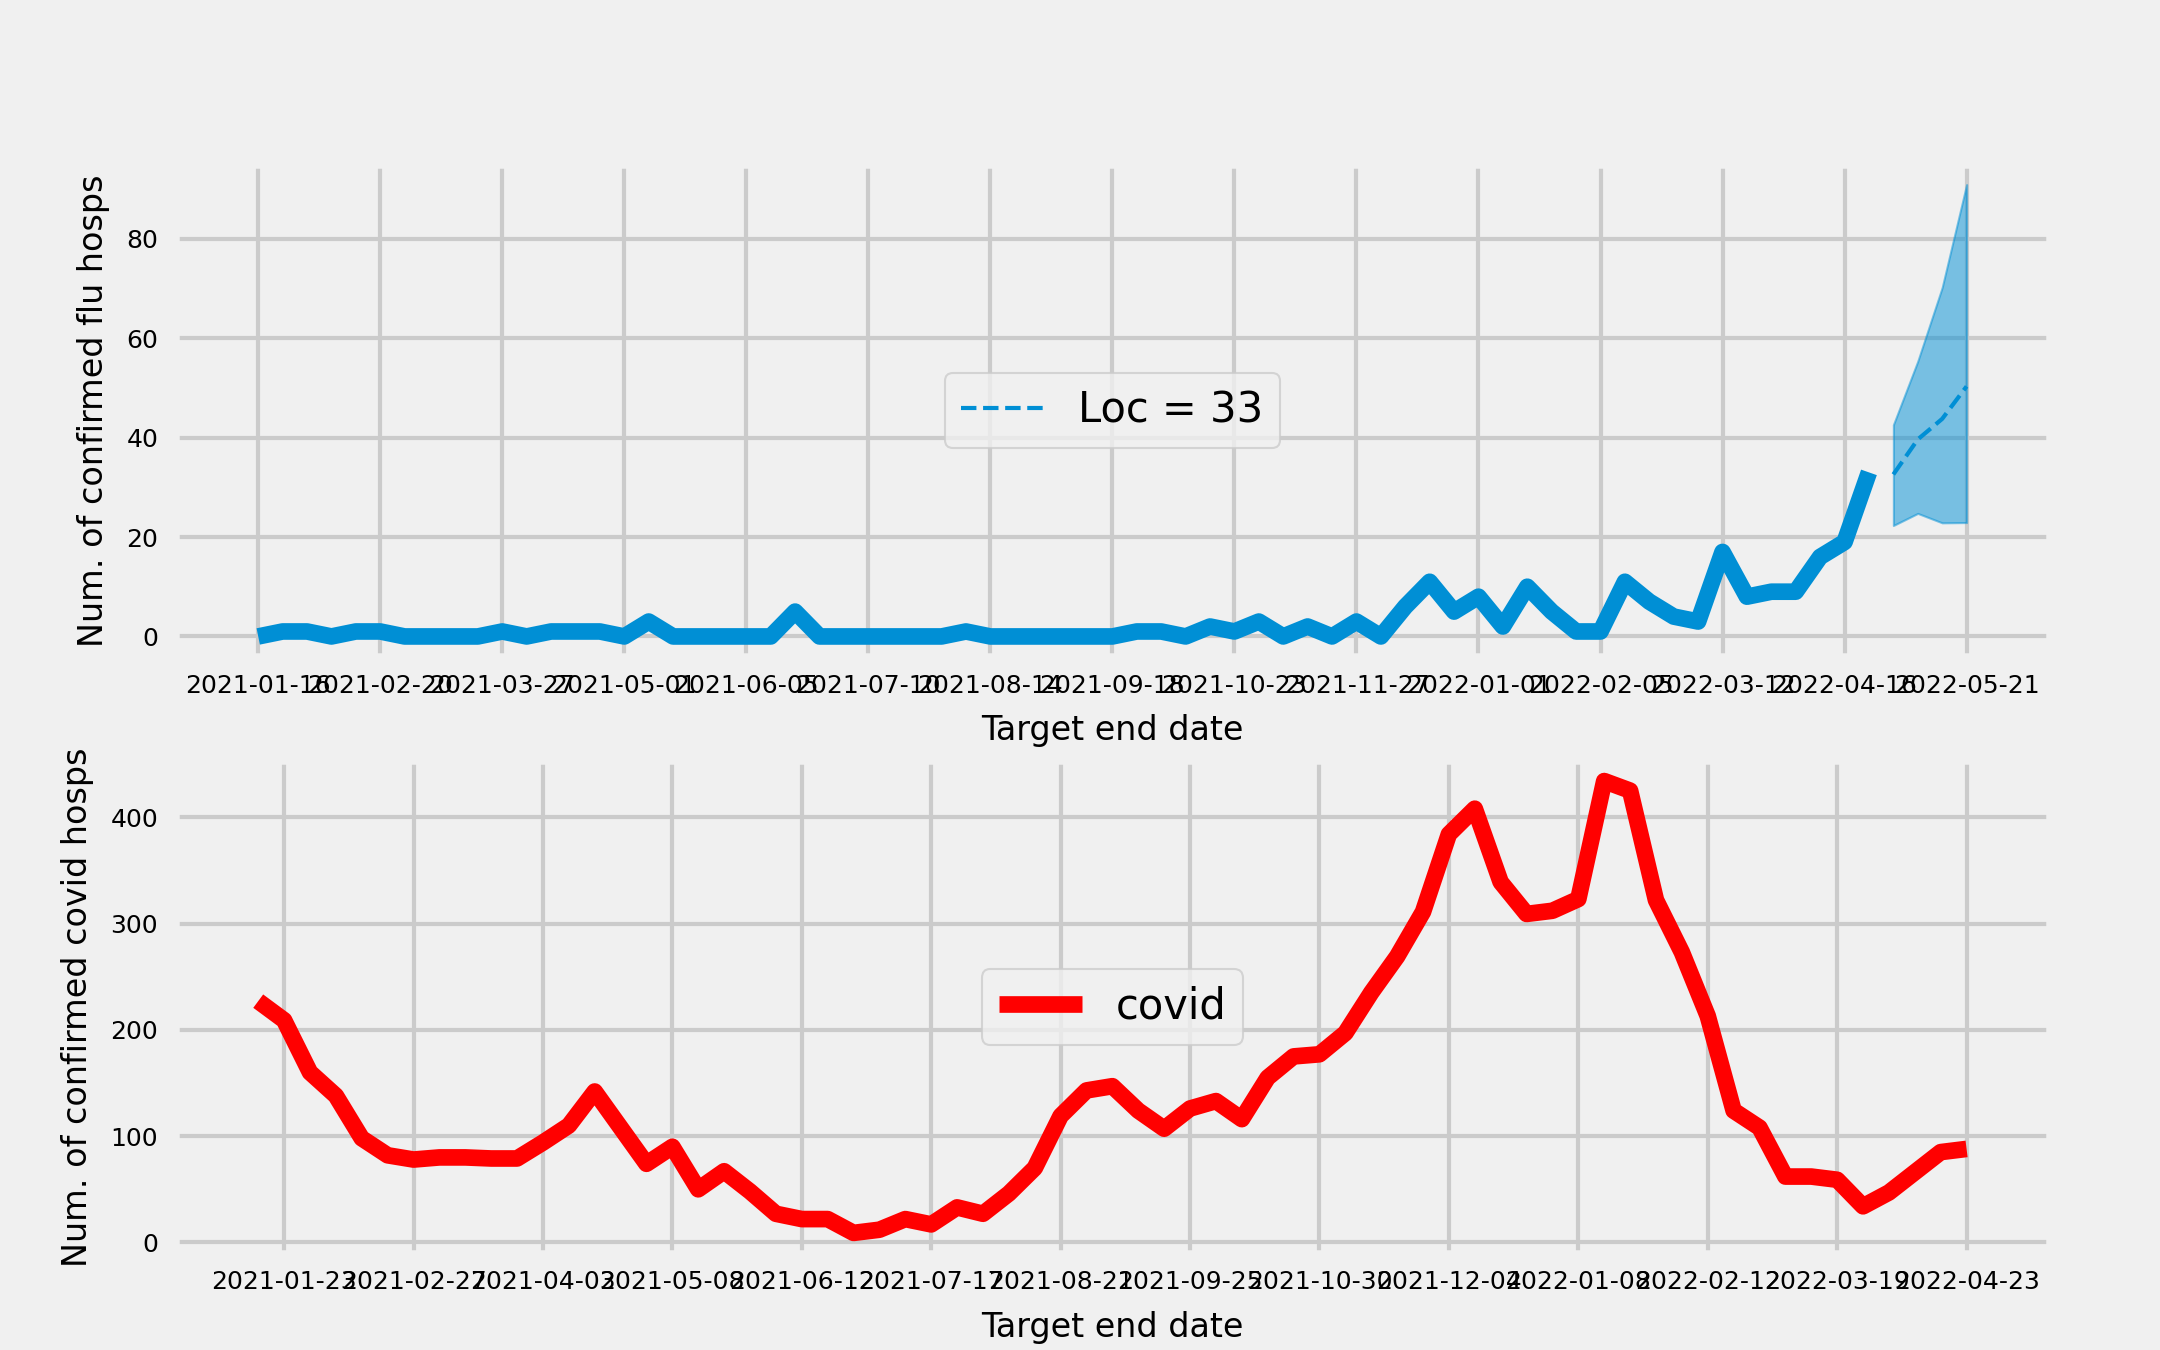 Num. of confirmed flu hosps
80
60
40
20
0
Loc = 33
2021-01-16 2021-02-20 2021-03-27 2021-05-01 2021-06-05 2021-07-10 2021-08-14 2021-09-18 2021-10-23 2021-11-27 2022-01-01 2022-02-05 2022-03-12 2022-04-16 2022-05-21
Target end date
Num. of confirmed covid hosps
400
300
200
100
0
covid
2021-01-23 2021-02-27 2021-04-03 2021-05-08 2021-06-12 2021-07-17 2021-08-21 2021-09-25 2021-10-30 2021-12-04 2022-01-08 2022-02-12 2022-03-19 2022-04-23
Target end date